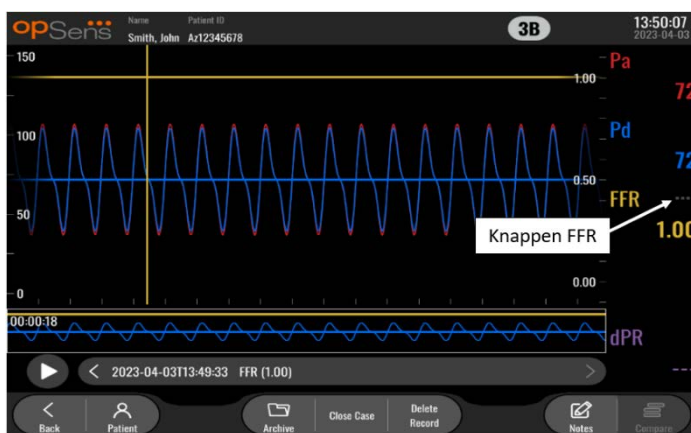 opSens
Name
Patient ID
Smith, John
Az12345678
3B
13:50:07
2023-04-03
150
100
50
0
1.00
0.50
0.00
Pa
72
Pd
72
FFR
---
1.00
Knappen FFR
00:00:18
dPR
--
2023-04-03T13:49:33 FFR (1.00)
Back
Patient
Archive
Close Case
Delete
Record
Notes
Compare